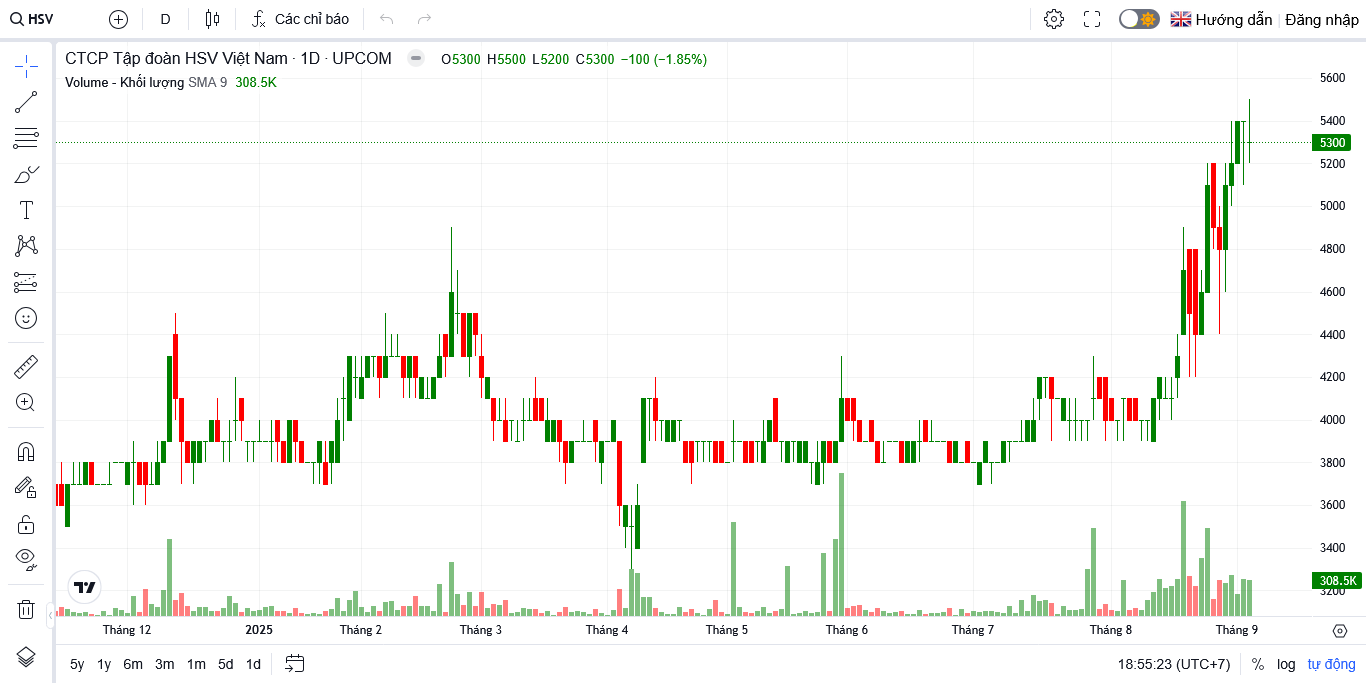 HSV D Các chỉ báo Hướng dẫn Đăng nhập
CTCP Tập đoàn HSV Việt Nam · 1D · UPCOM O5300 H5500 L5200 C5300 −100 (−1.85%)
Volume - Khối lượng SMA 9 308.5K
5600
5400
5300
5200
5000
4800
4600
4400
4200
4000
3800
3600
3400
308.5K
3200
Tháng 12 2025 Tháng 2 Tháng 3 Tháng 4 Tháng 5 Tháng 6 Tháng 7 Tháng 8 Tháng 9
5y 1y 6m 3m 1m 5d 1d 18:55:23 (UTC+7) % log tự động